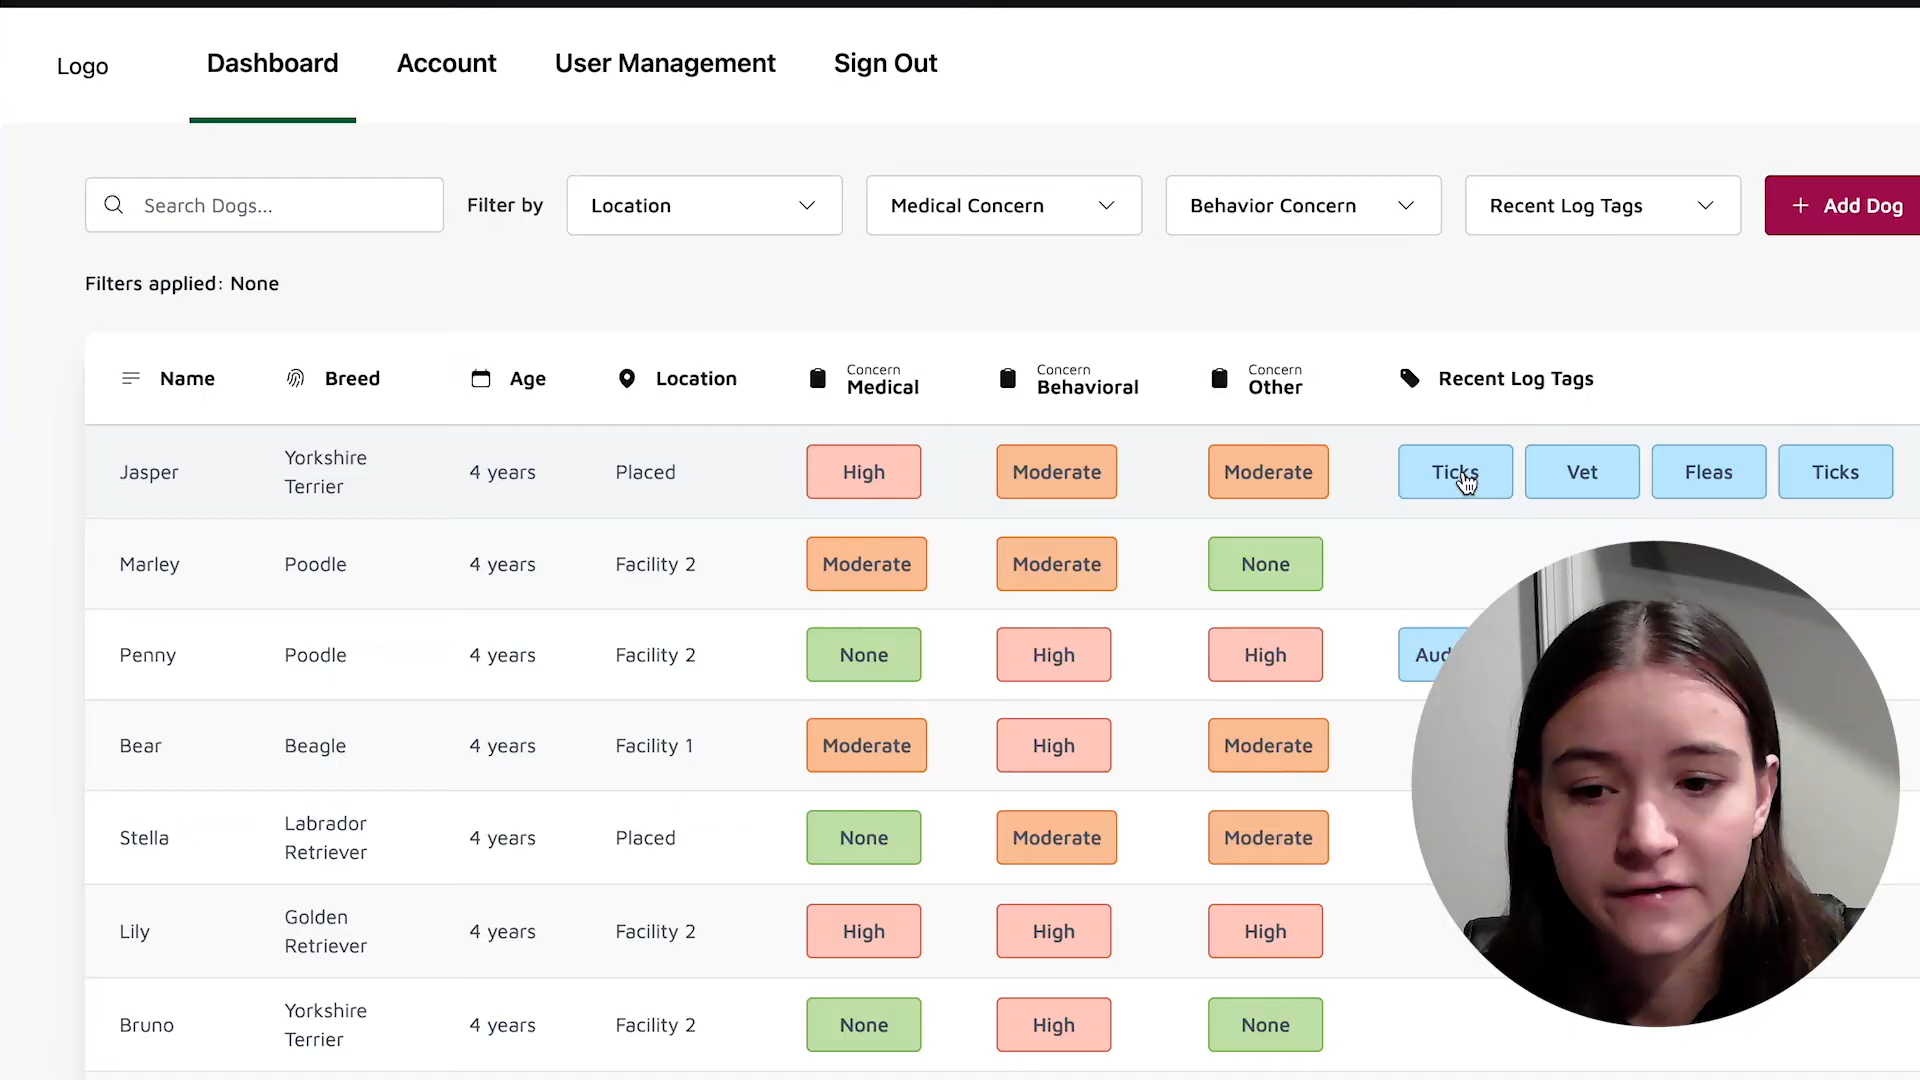 Logo
Dashboard
Account
User Management
Sign Out
Search Dogs...
Filter by
Location
Medical Concern
Behavior Concern
Recent Log Tags
+ Add Dog
Filters applied: None
Name
Breed
Age
Location
Concern
Medical
Concern
Behavioral
Concern
Other
Recent Log Tags
Jasper
Yorkshire
Terrier
4 years
Placed
High
Moderate
Moderate
Ticks
Vet
Fleas
Ticks
Marley
Poodle
4 years
Facility 2
Moderate
Moderate
None
Penny
Poodle
4 years
Facility 2
None
High
High
Bear
Beagle
4 years
Facility 1
Moderate
High
Moderate
Stella
Labrador
Retriever
4 years
Placed
None
Moderate
Moderate
Lily
Golden
Retriever
4 years
Facility 2
High
High
High
Bruno
Yorkshire
Terrier
4 years
Facility 2
None
High
None